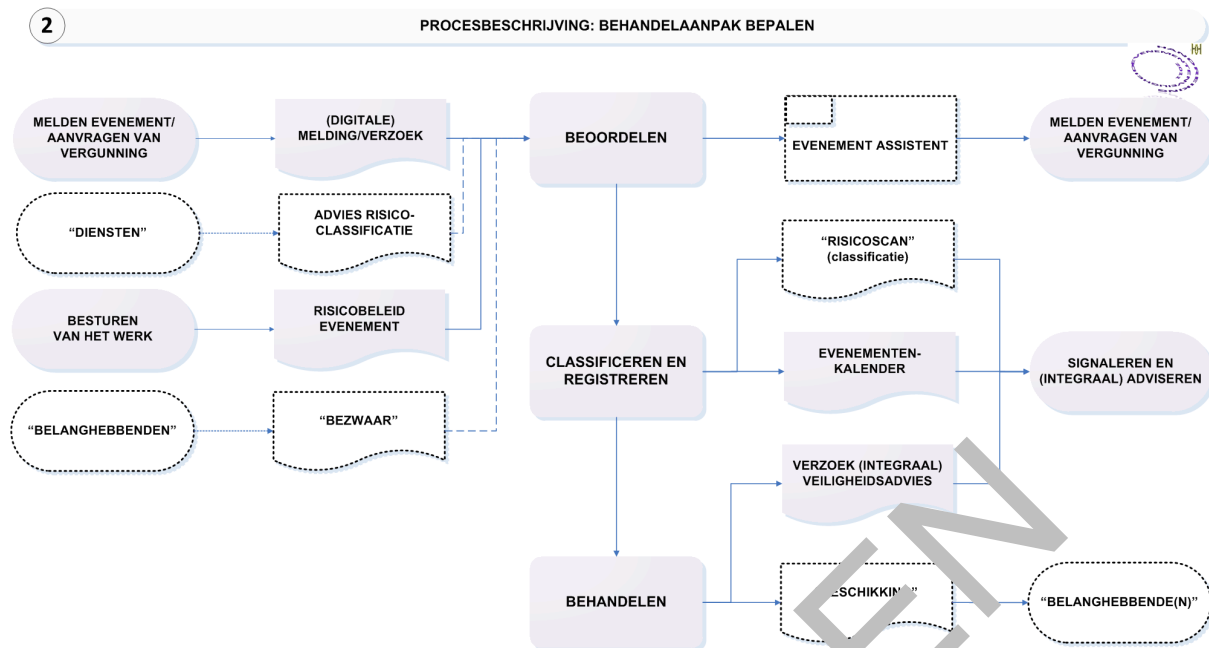 2
PROCESBESCHRIJVING: BEHANDELAANPAK BEPALEN
MELDEN EVENEMENT/
AANVRAGEN VAN
VERGUNNING
(DIGITALE)
MELDING/VERZOEK
BEOORDELEN
EVENEMENT ASSISTENT
MELDEN EVENEMENT/
AANVRAGEN VAN
VERGUNNING
“DIENSTEN”
ADVIES RISICO-
CLASSIFICATIE
“RISICOSCAN”
(classificatie)
BESTUREN
VAN HET WERK
RISICOBELEID
EVENEMENT
CLASSIFICEREN EN
REGISTREREN
EVENEMENTEN-
KALENDER
SIGNALEREN EN
(INTEGRAAL) ADVISEREN
“BELANGHEBBENDEN”
“BEZWAAR”
VERZOEK (INTEGRAAL)
VEILIGHEIDSADVIES
BEHANDELEN
“BELANGHEBBENDE(N)”